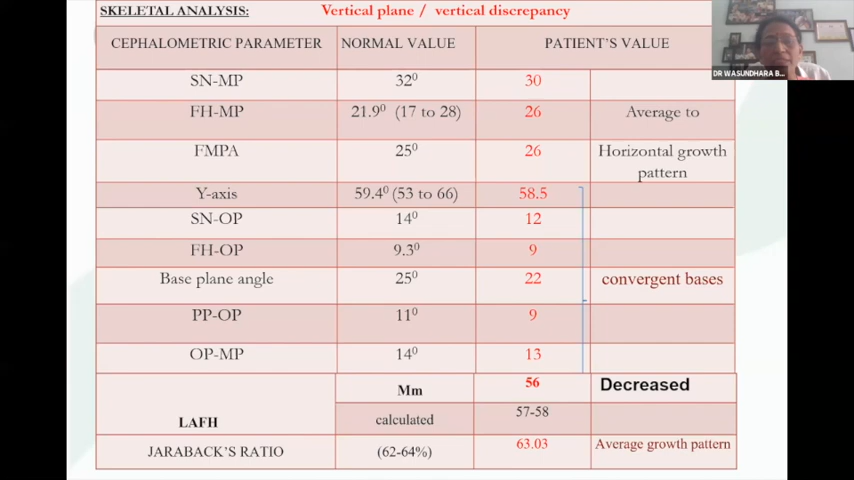 SKELETAL ANALYSIS: Vertical plane / vertical discrepancy
CEPHALOMETRIC PARAMETER NORMAL VALUE PATIENT'S VALUE
SN-MP 32⁰ 30
FH-MP 21.9⁰ (17 to 28) 26 Average to
FMPA 25⁰ 26 Horizontal growth
pattern
Y-axis 59.4⁰ (53 to 66) 58.5
SN-OP 14⁰ 12
FH-OP 9.3⁰ 9
Base plane angle 25⁰ 22 convergent bases
PP-OP 11⁰ 9
OP-MP 14⁰ 13
Mm 56 Decreased
LAFH calculated 57-58
JARABACK'S RATIO (62-64%) 63.03 Average growth pattern
DR WASUNDHARA B...